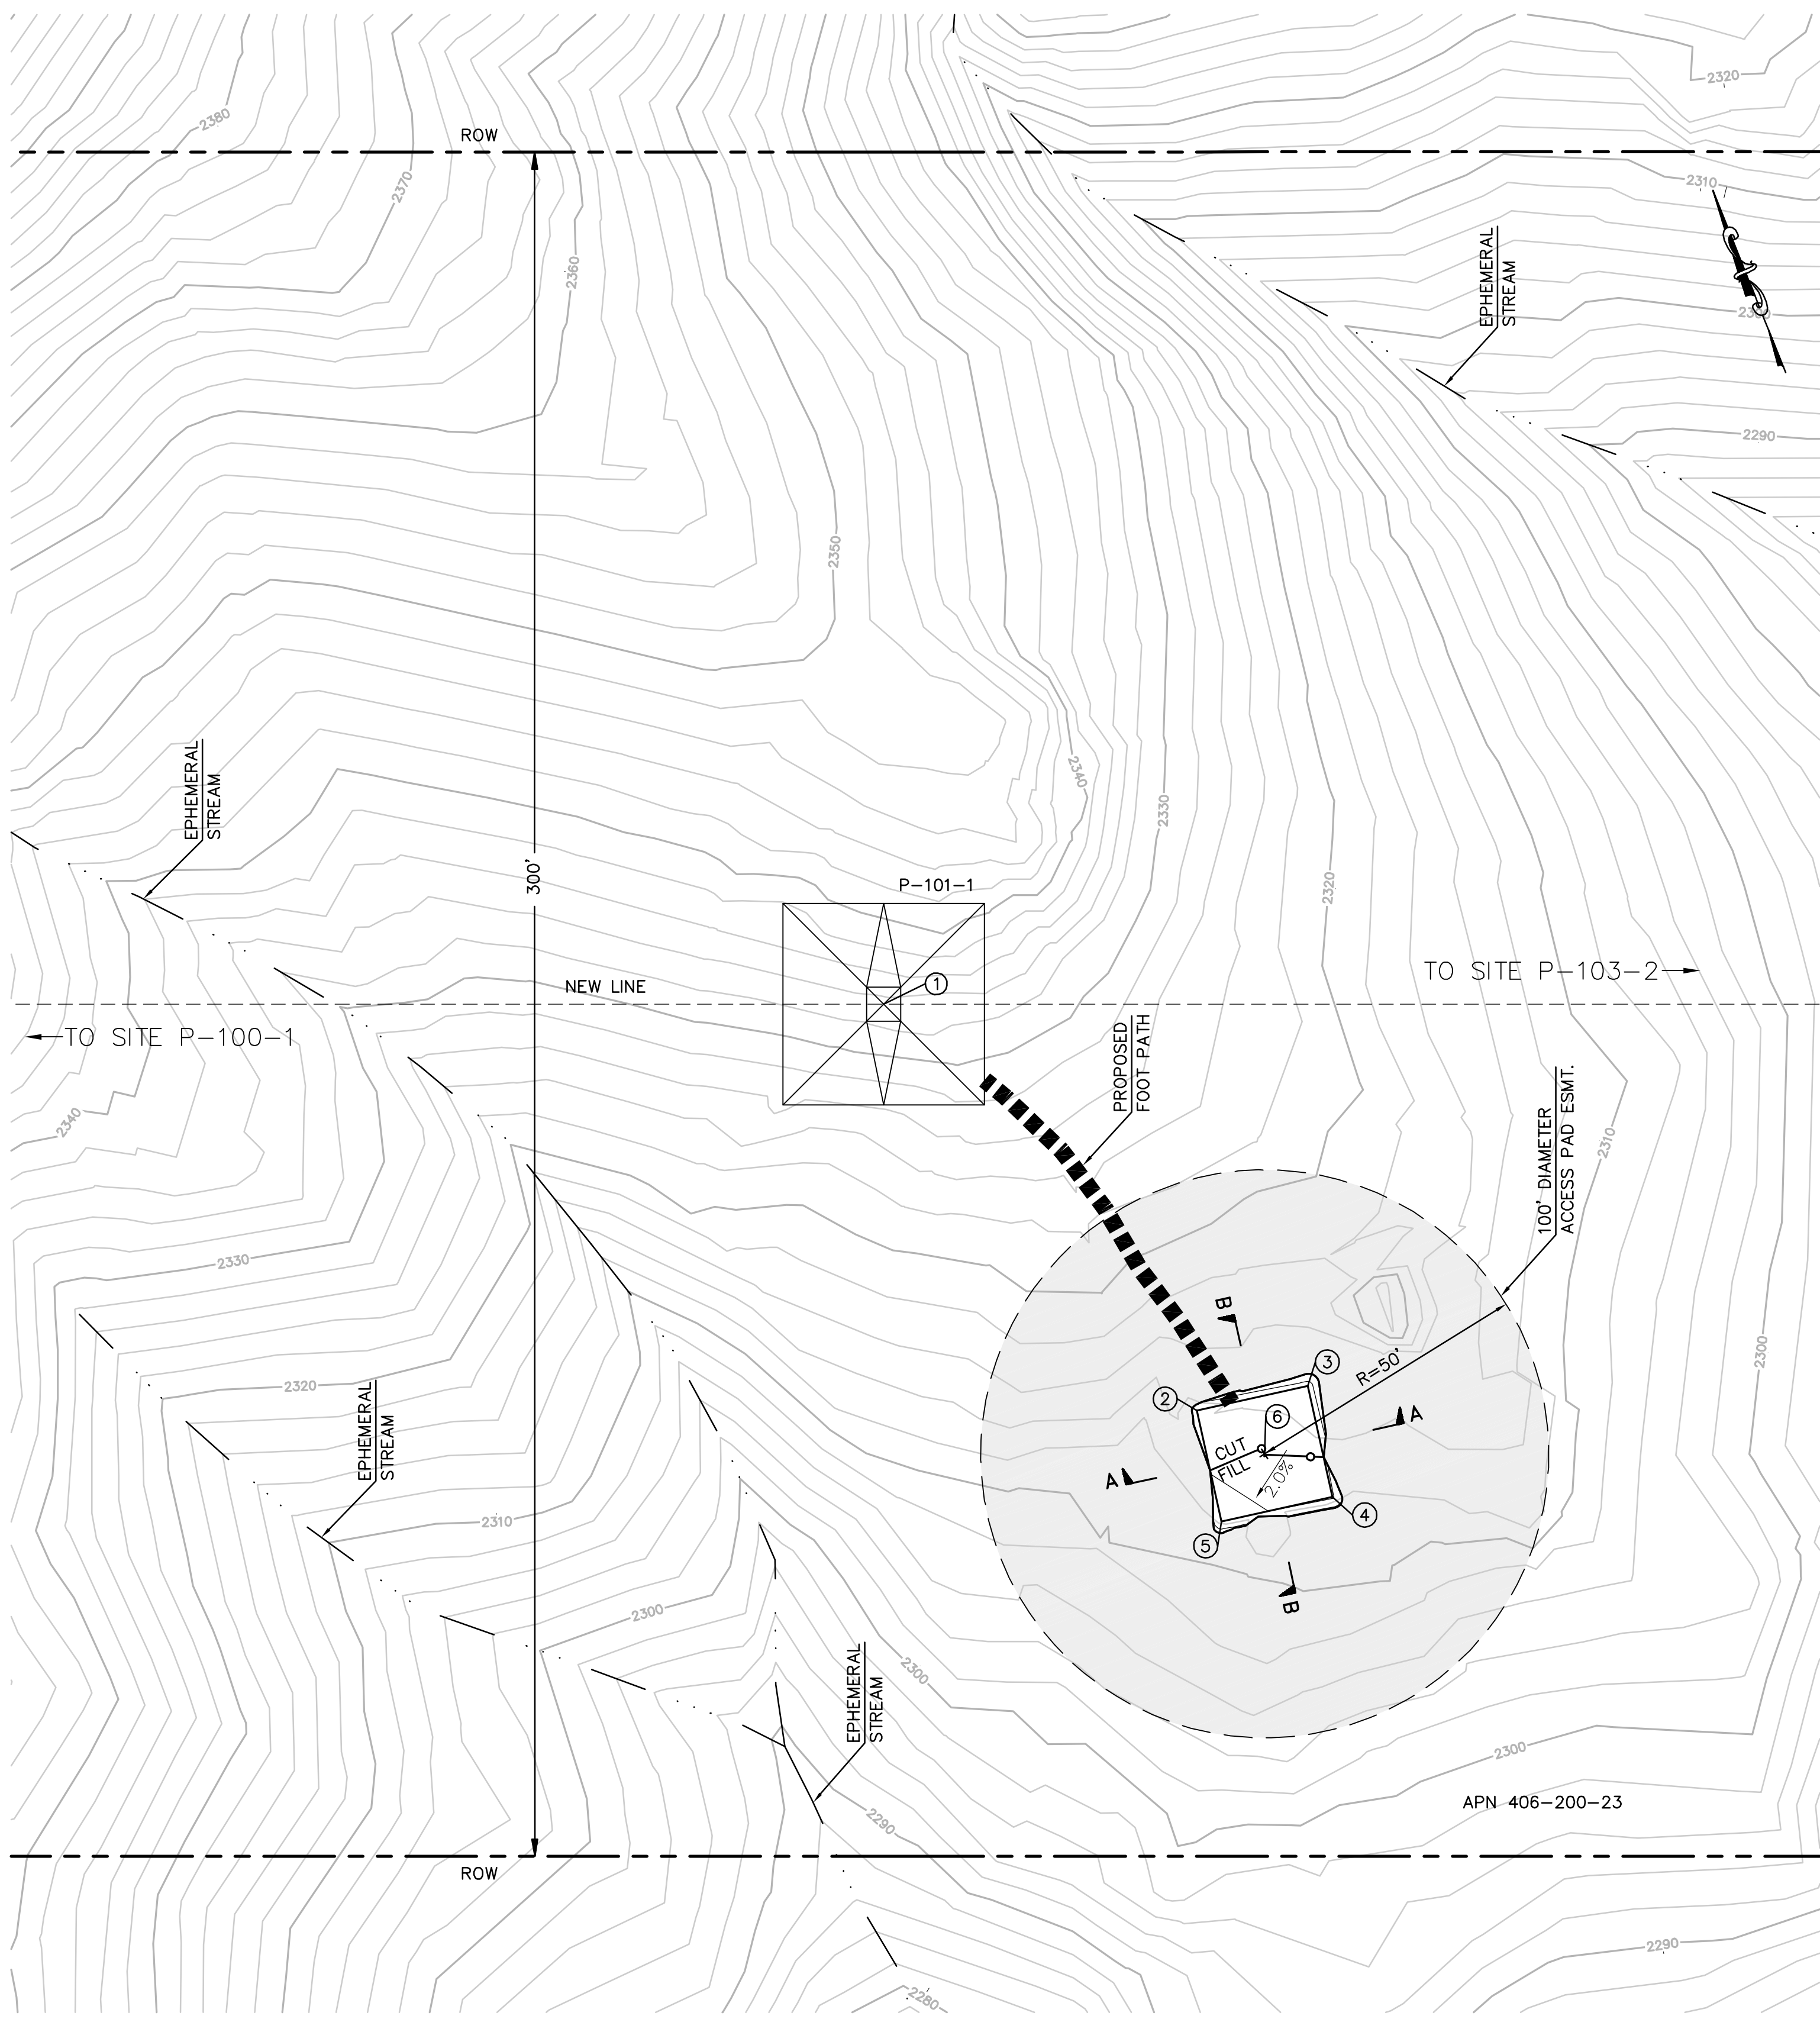 2320
2380
ROW
2310
2370
EPHEMERAL
STREAM
2360
2290
2350
EPHEMERAL
STREAM
2340
2330
300'
P-101-1
2320
1
TO SITE P-103-2
NEW LINE
TO SITE P-100-1
PROPOSED
FOOT PATH
2340
2310
100' DIAMETER
ACCESS PAD ESMT.
2330
B
2300
R=50'
3
2320
2
EPHEMERAL
STREAM
6
A
CUT
FILL
2.0%
A
2310
4
5
B
2300
2300
EPHEMERAL
STREAM
2300
2290
APN 406-200-23
ROW
2290
2280